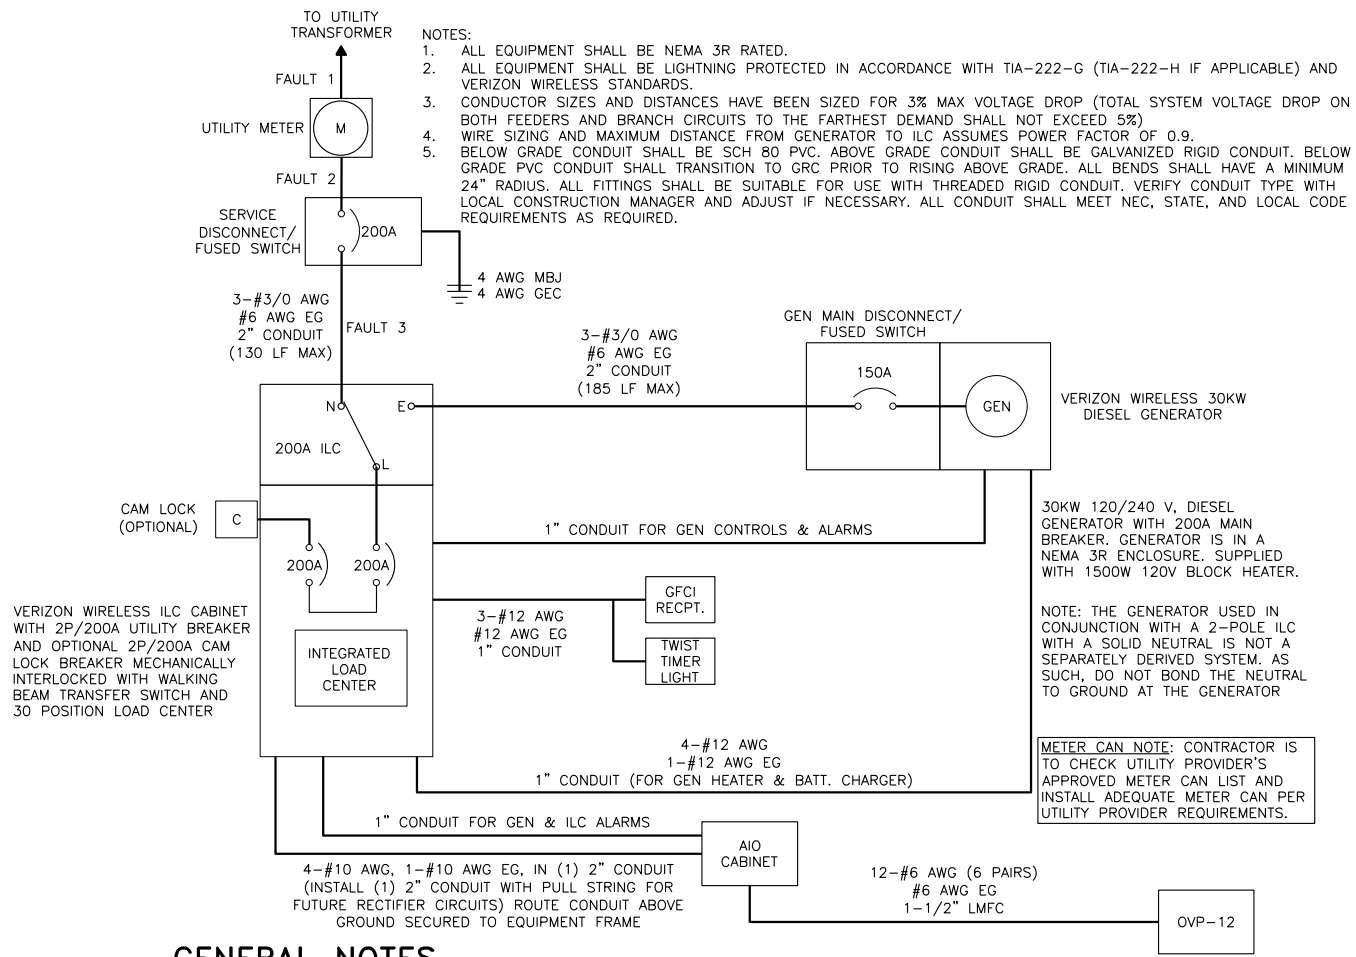 TO UTILITY
TRANSFORMER
FAULT 1
UTILITY METER
M
FAULT 2
SERVICE
DISCONNECT/
FUSED SWITCH
200A
4 AWG MBJ
4 AWG GEC
NOTES:
1. ALL EQUIPMENT SHALL BE NEMA 3R RATED.
2. ALL EQUIPMENT SHALL BE LIGHTNING PROTECTED IN ACCORDANCE WITH TIA-222-G (TIA-222-H IF APPLICABLE) AND
VERIZON WIRELESS STANDARDS.
3. CONDUCTOR SIZES AND DISTANCES HAVE BEEN SIZED FOR 3% MAX VOLTAGE DROP (TOTAL SYSTEM VOLTAGE DROP ON
BOTH FEEDERS AND BRANCH CIRCUITS TO THE FARTHEST DEMAND SHALL NOT EXCEED 5%)
4. WIRE SIZING AND MAXIMUM DISTANCE FROM GENERATOR TO ILC ASSUMES POWER FACTOR OF 0.9.
5. BELOW GRADE CONDUIT SHALL BE SCH 80 PVC. ABOVE GRADE CONDUIT SHALL BE GALVANIZED RIGID CONDUIT. BELOW
GRADE PVC CONDUIT SHALL TRANSITION TO GRC PRIOR TO RISING ABOVE GRADE. ALL BENDS SHALL HAVE A MINIMUM
24" RADIUS. ALL FITTINGS SHALL BE SUITABLE FOR USE WITH THREADED RIGID CONDUIT. VERIFY CONDUIT TYPE WITH
LOCAL CONSTRUCTION MANAGER AND ADJUST IF NECESSARY. ALL CONDUIT SHALL MEET NEC, STATE, AND LOCAL CODE
REQUIREMENTS AS REQUIRED.
3-#3/0 AWG
#6 AWG EG
2" CONDUIT
(130 LF MAX)
FAULT 3
3-#3/0 AWG
#6 AWG EG
2" CONDUIT
(185 LF MAX)
GEN MAIN DISCONNECT/
FUSED SWITCH
150A
GEN
VERIZON WIRELESS 30KW
DIESEL GENERATOR
N
E
200A ILC
L
CAM LOCK
(OPTIONAL)
C
200A
200A
1" CONDUIT FOR GEN CONTROLS & ALARMS
30KW 120/240 V, DIESEL
GENERATOR WITH 200A MAIN
BREAKER. GENERATOR IS IN A
NEMA 3R ENCLOSURE. SUPPLIED
WITH 1500W 120V BLOCK HEATER.
NOTE: THE GENERATOR USED IN
CONJUNCTION WITH A 2-POLE ILC
WITH A SOLID NEUTRAL IS NOT A
SEPARATELY DERIVED SYSTEM. AS
SUCH, DO NOT BOND THE NEUTRAL
TO GROUND AT THE GENERATOR
VERIZON WIRELESS ILC CABINET
WITH 2P/200A UTILITY BREAKER
AND OPTIONAL 2P/200A CAM
LOCK BREAKER MECHANICALLY
INTERLOCKED WITH WALKING
BEAM TRANSFER SWITCH AND
30 POSITION LOAD CENTER
INTEGRATED
LOAD
CENTER
3-#12 AWG
#12 AWG EG
1" CONDUIT
GFCI
RECPT.
TWIST
TIMER
LIGHT
4-#12 AWG
1-#12 AWG EG
1" CONDUIT (FOR GEN HEATER & BATT. CHARGER)
METER CAN NOTE: CONTRACTOR IS
TO CHECK UTILITY PROVIDER'S
APPROVED METER CAN LIST AND
INSTALL ADEQUATE METER CAN PER
UTILITY PROVIDER REQUIREMENTS.
1" CONDUIT FOR GEN & ILC ALARMS
AIO
CABINET
4-#10 AWG, 1-#10 AWG EG, IN (1) 2" CONDUIT
(INSTALL (1) 2" CONDUIT WITH PULL STRING FOR
FUTURE RECTIFIER CIRCUITS) ROUTE CONDUIT ABOVE
GROUND SECURED TO EQUIPMENT FRAME
12-#6 AWG (6 PAIRS)
#6 AWG EG
1-1/2" LMFC
OVP-12
GENERAL NOTES